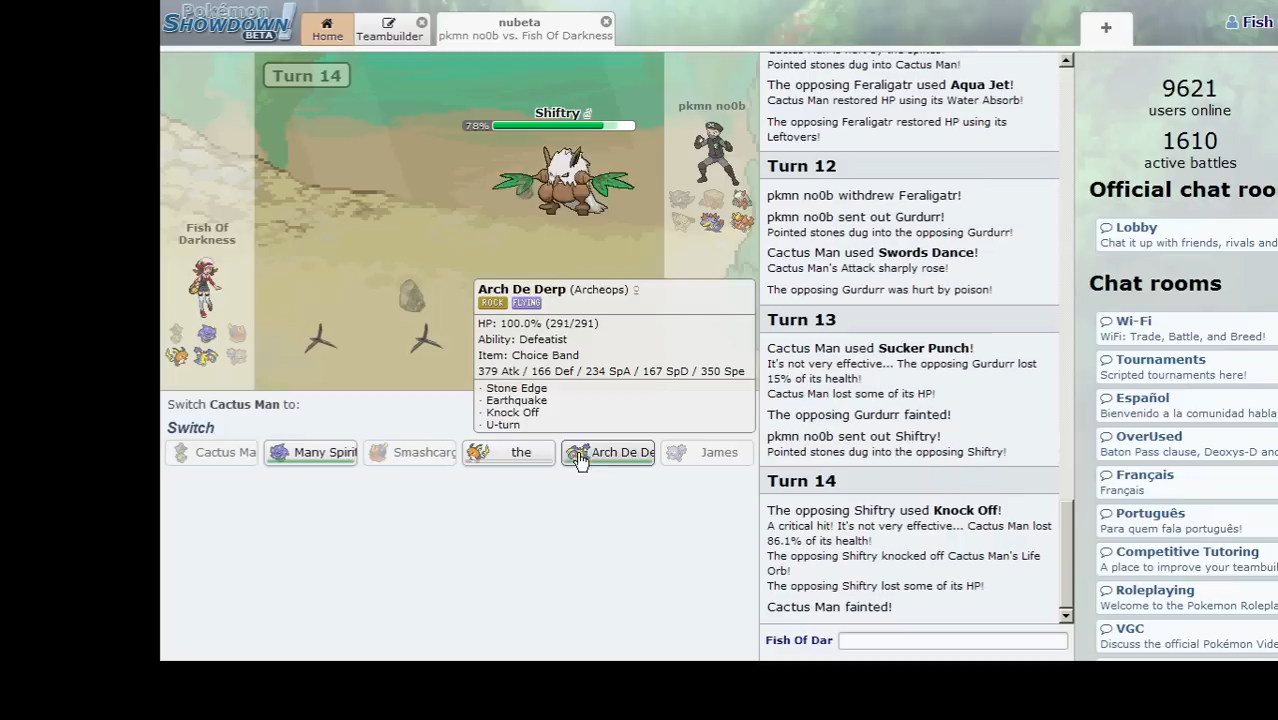 Pokémon
SHOWDOWN!
BETA
Home
Teambuilder
nubeta
pkmn no0b vs. Fish Of Darkness
+
Fish
Turn 14
Shiftry
78%
pkmn no0b
Fish Of
Darkness
Arch De Derp (Archeops) ♀
ROCK FLYING
HP: 100.0% (291/291)
Ability: Defeatist
Item: Choice Band
379 Atk / 166 Def / 234 SpA / 167 SpD / 350 Spe
· Stone Edge
· Earthquake
· Knock Off
· U-turn
Switch Cactus Man to:
Switch
Cactus Ma
Many Spirit
Smashcarg
the
Arch De De
James
Pointed stones dug into Cactus Man!
The opposing Feraligatr used Aqua Jet!
Cactus Man restored HP using its Water Absorb!
The opposing Feraligatr restored HP using its
Leftovers!
Turn 12
pkmn no0b withdrew Feraligatr!
pkmn no0b sent out Gurdurr!
Pointed stones dug into the opposing Gurdurr!
Cactus Man used Swords Dance!
Cactus Man's Attack sharply rose!
The opposing Gurdurr was hurt by poison!
Turn 13
Cactus Man used Sucker Punch!
It's not very effective... The opposing Gurdurr lost
15% of its health!
Cactus Man lost some of its HP!
The opposing Gurdurr fainted!
pkmn no0b sent out Shiftry!
Pointed stones dug into the opposing Shiftry!
Turn 14
The opposing Shiftry used Knock Off!
A critical hit! It's not very effective... Cactus Man lost
86.1% of its health!
The opposing Shiftry knocked off Cactus Man's Life
Orb!
The opposing Shiftry lost some of its HP!
Cactus Man fainted!
Fish Of Dar
9621
users online
1610
active battles
Official chat roo
Lobby
Chat it up with friends, rivals and
Chat rooms
Wi-Fi
WiFi: Trade, Battle, and Breed!
Tournaments
Scripted tournaments here!
Español
Bienvenido a la comunidad habla
OverUsed
Baton Pass clause, Deoxys-D and
Français
Français
Português
Para quem fala português!
Competitive Tutoring
A place to improve your teambuil
Roleplaying
Welcome to the Pokemon Rolepla
VGC
Discuss the official Pokémon Vide